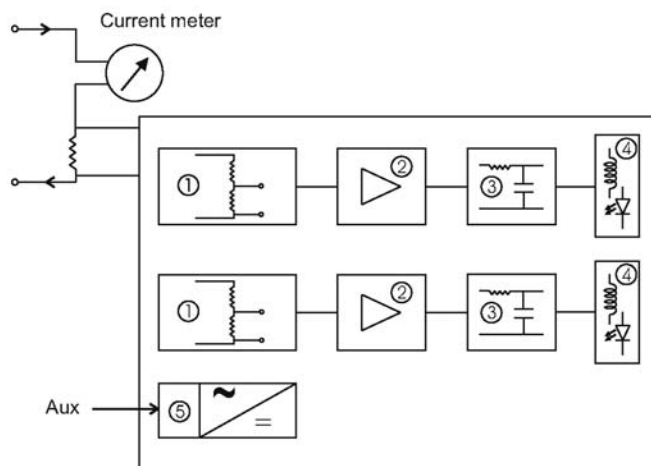 Current meter
① ② ③ ④
① ② ③ ④
Aux ⑤ ~ =